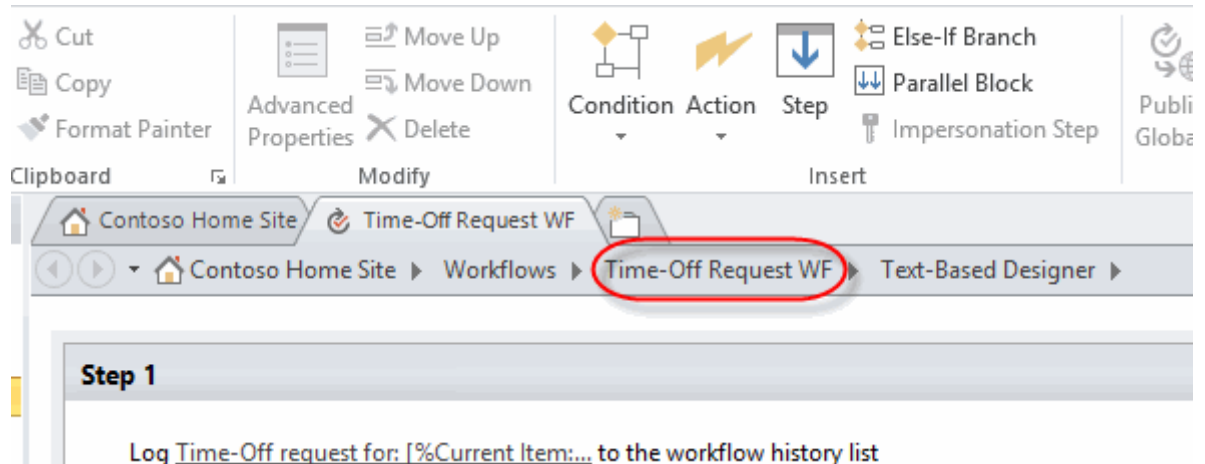 Cut
Copy
Format Painter
Clipboard
Advanced
Properties
Move Up
Move Down
Delete
Modify
Condition
Action
Step
Else-If Branch
Parallel Block
Impersonation Step
Insert
Contoso Home Site
Time-Off Request WF
Contoso Home Site
Workflows
Time-Off Request WF
Text-Based Designer
Step 1
Log Time-Off request for: [%Current Item:... to the workflow history list